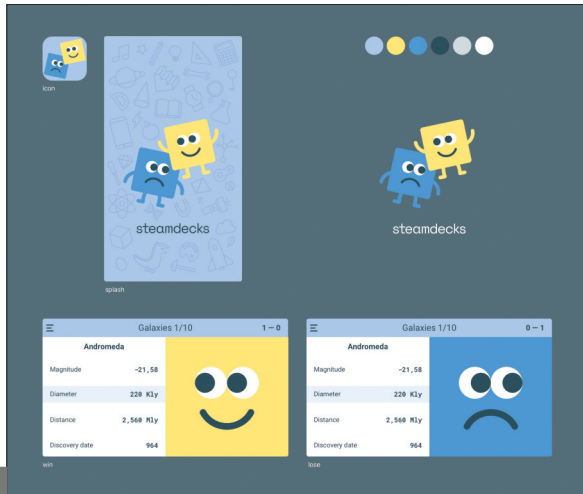 icon
steamdecks
splash
steamdecks
Galaxies 1/10 1 — 0
Andromeda
Magnitude -21,58
Diameter 220 Kly
Distance 2,560 Mly
Discovery date 964
win
Galaxies 1/10 0 — 1
Andromeda
Magnitude -21,58
Diameter 220 Kly
Distance 2,560 Mly
Discovery date 964
lose